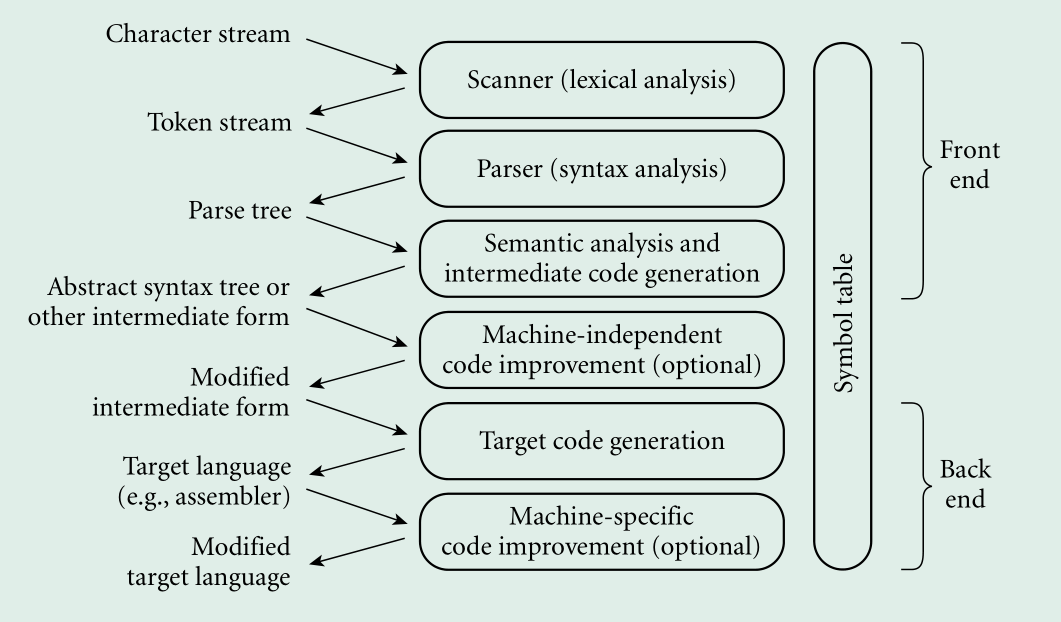 Character stream
Scanner (lexical analysis)
Token stream
Parser (syntax analysis)
Parse tree
Semantic analysis and
intermediate code generation
Abstract syntax tree or
other intermediate form
Machine-independent
code improvement (optional)
Modified
intermediate form
Target code generation
Target language
(e.g., assembler)
Machine-specific
code improvement (optional)
Modified
target language
Symbol table
Front
end
Back
end